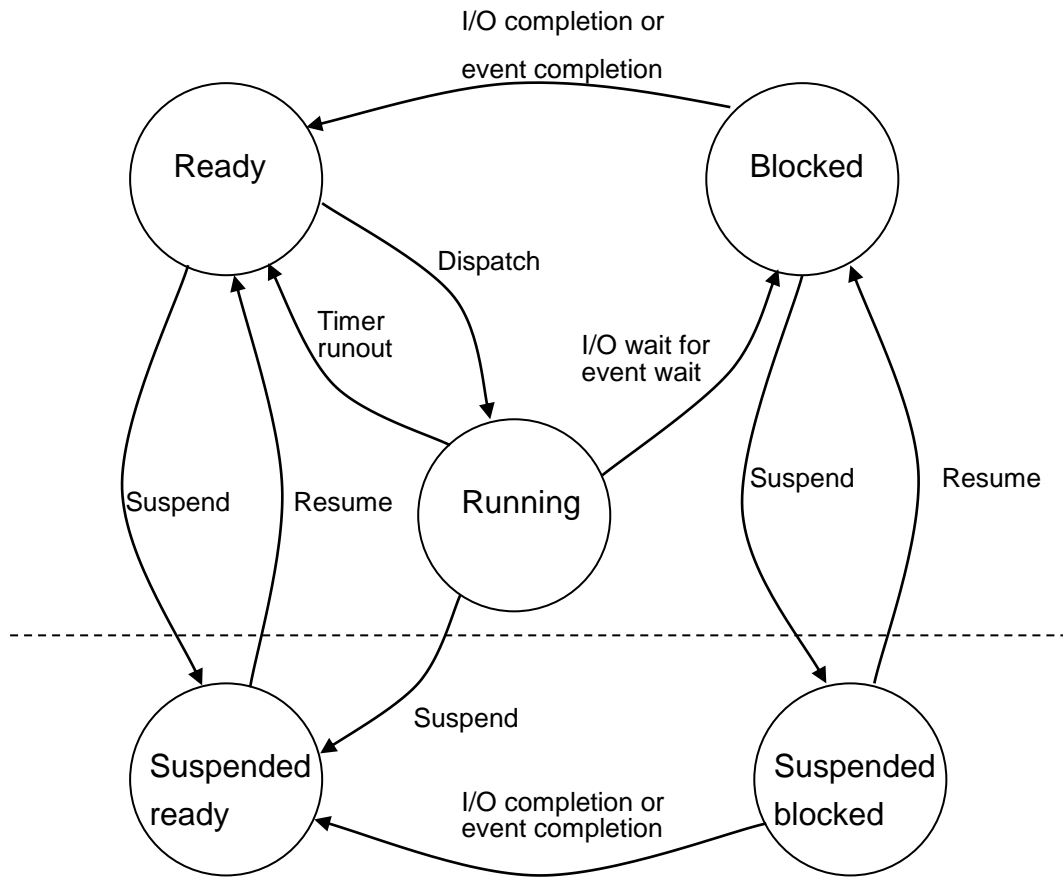 I/O completion or
event completion
Ready
Blocked
Dispatch
Timer
runout
I/O wait for
event wait
Suspend
Resume
Running
Suspend
Resume
Suspend
Suspended
ready
I/O completion or
event completion
Suspended
blocked